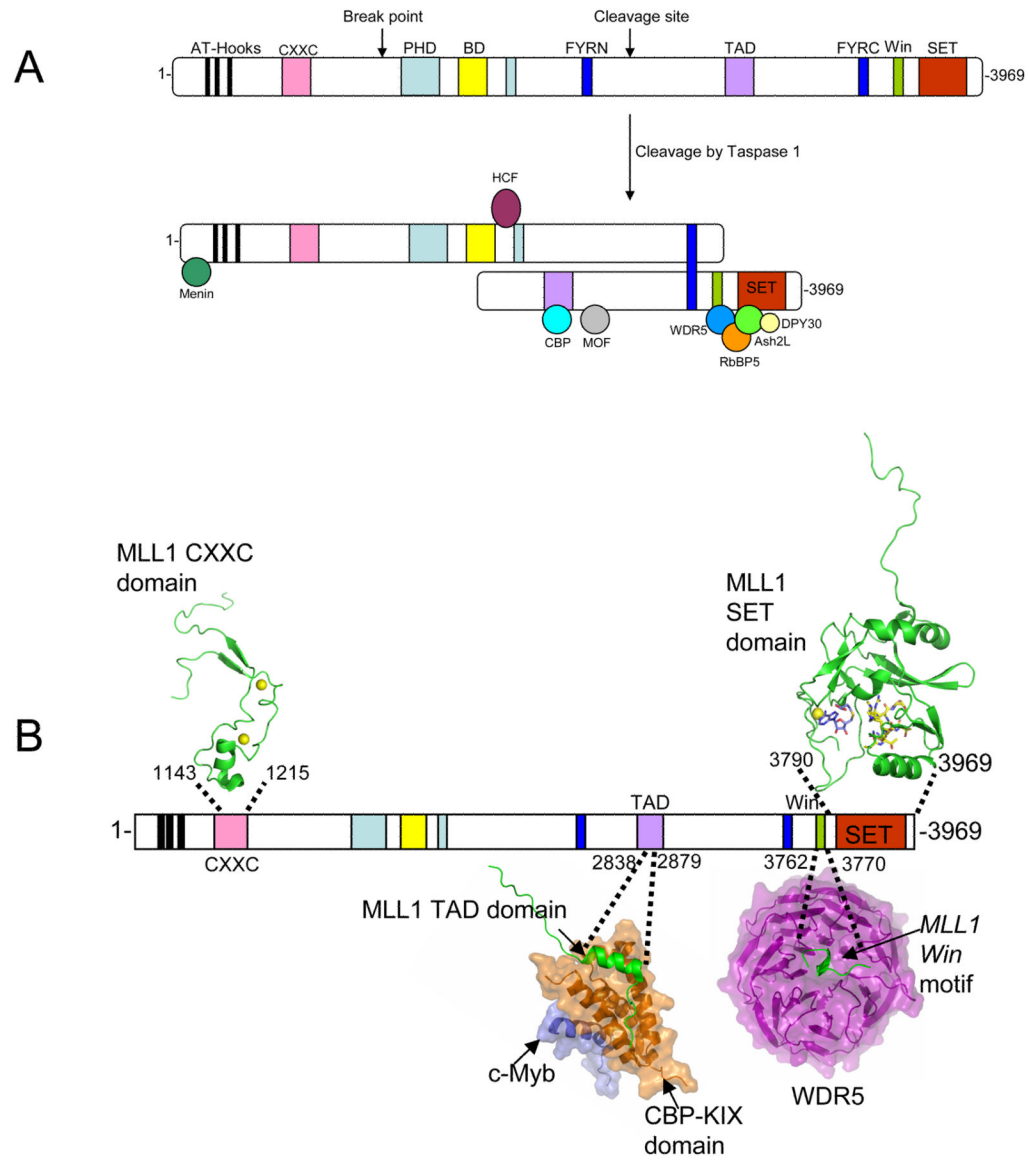 A
Break point
Cleavage site
AT-Hooks
CXXC
PHD
BD
FYRN
TAD
FYRC
Win
SET
1-
-3969
Cleavage by Taspase 1
HCF
1-
Menin
SET
-3969
CBP
MOF
WDR5
RbBP5
Ash2L
DPY30
B
MLL1 CXXC
domain
MLL1
SET
domain
1143
1215
3790
3969
TAD
Win
1-
SET
-3969
CXXC
2838
2879
3762
3770
MLL1 TAD domain
MLL1
Win
motif
c-Myb
CBP-KIX
domain
WDR5